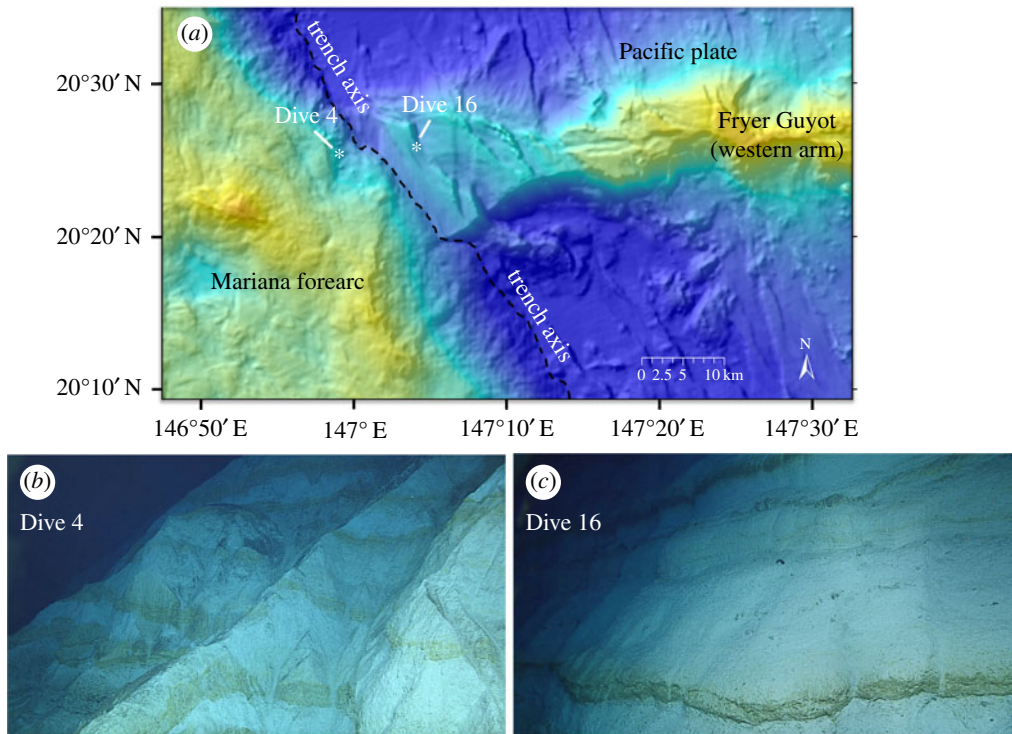 (a)
trench axis
Pacific plate
20°30′ N
Dive 16
Dive 4
Fryer Guyot
(western arm)
20°20′ N
Mariana forearc
trench axis
N
0 2.5 5 10 km
20°10′ N
146°50′ E 147° E 147°10′ E 147°20′ E 147°30′ E
(b)
Dive 4
(c)
Dive 16